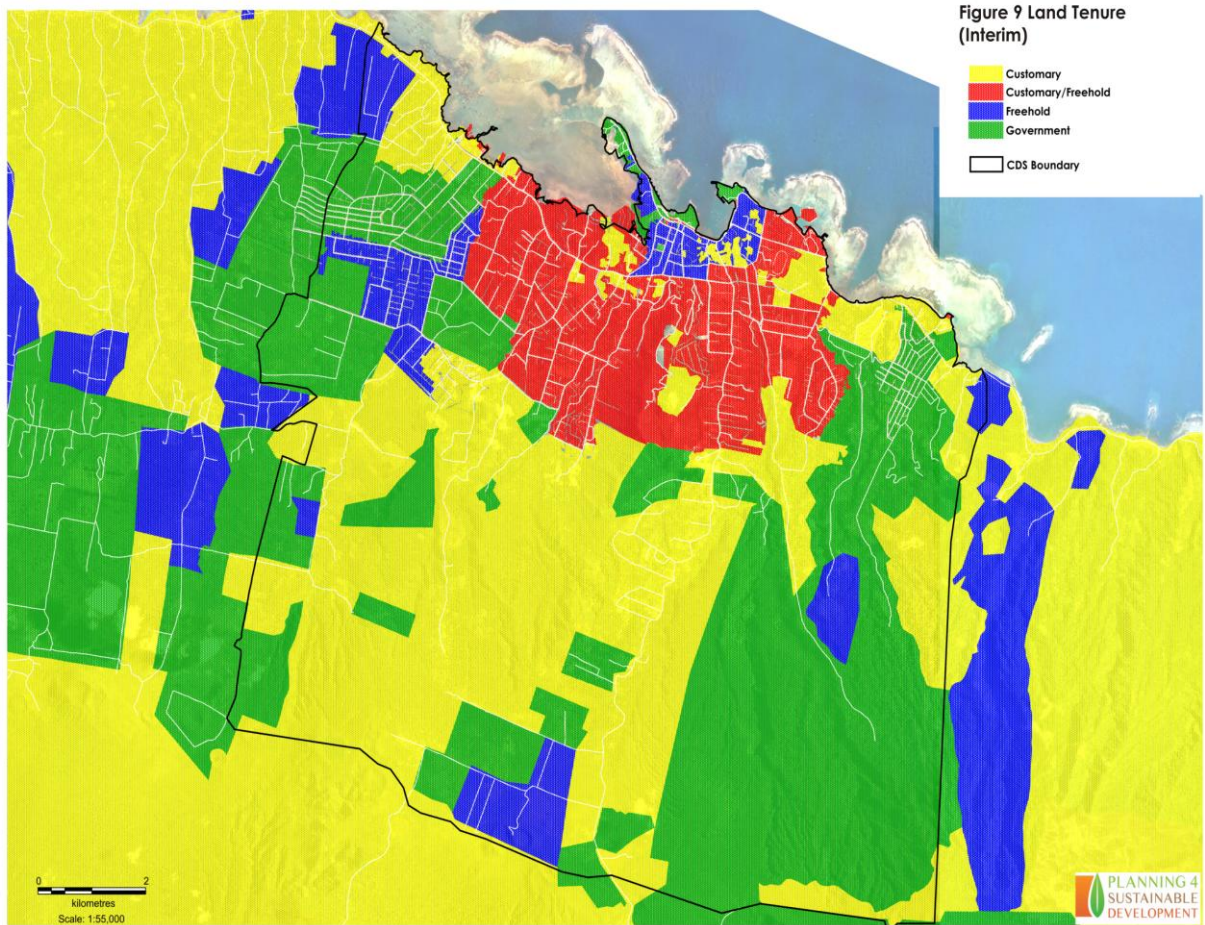 Figure 9 Land Tenure
(Interim)
Customary
Customary/Freehold
Freehold
Government
CDS Boundary
0 2
kilometres
Scale: 1:55,000
PLANNING 4
SUSTAINABLE
DEVELOPMENT